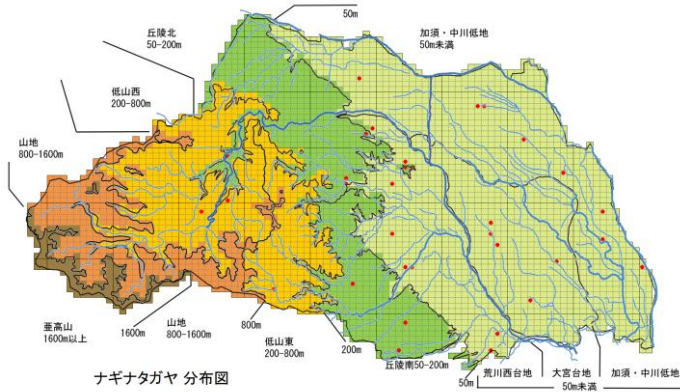 50m
丘陵北
50-200m
加須・中川低地
50m未満
低山西
200-800m
山地
800-1600m
亜高山
1600m以上
1600m
山地
800-1600m
800m
低山東
200-800m
200m
丘陵南50-200m
50m
荒川西台地
大宮台地
加須・中川低地
50m未満
ナギナタガヤ 分布図